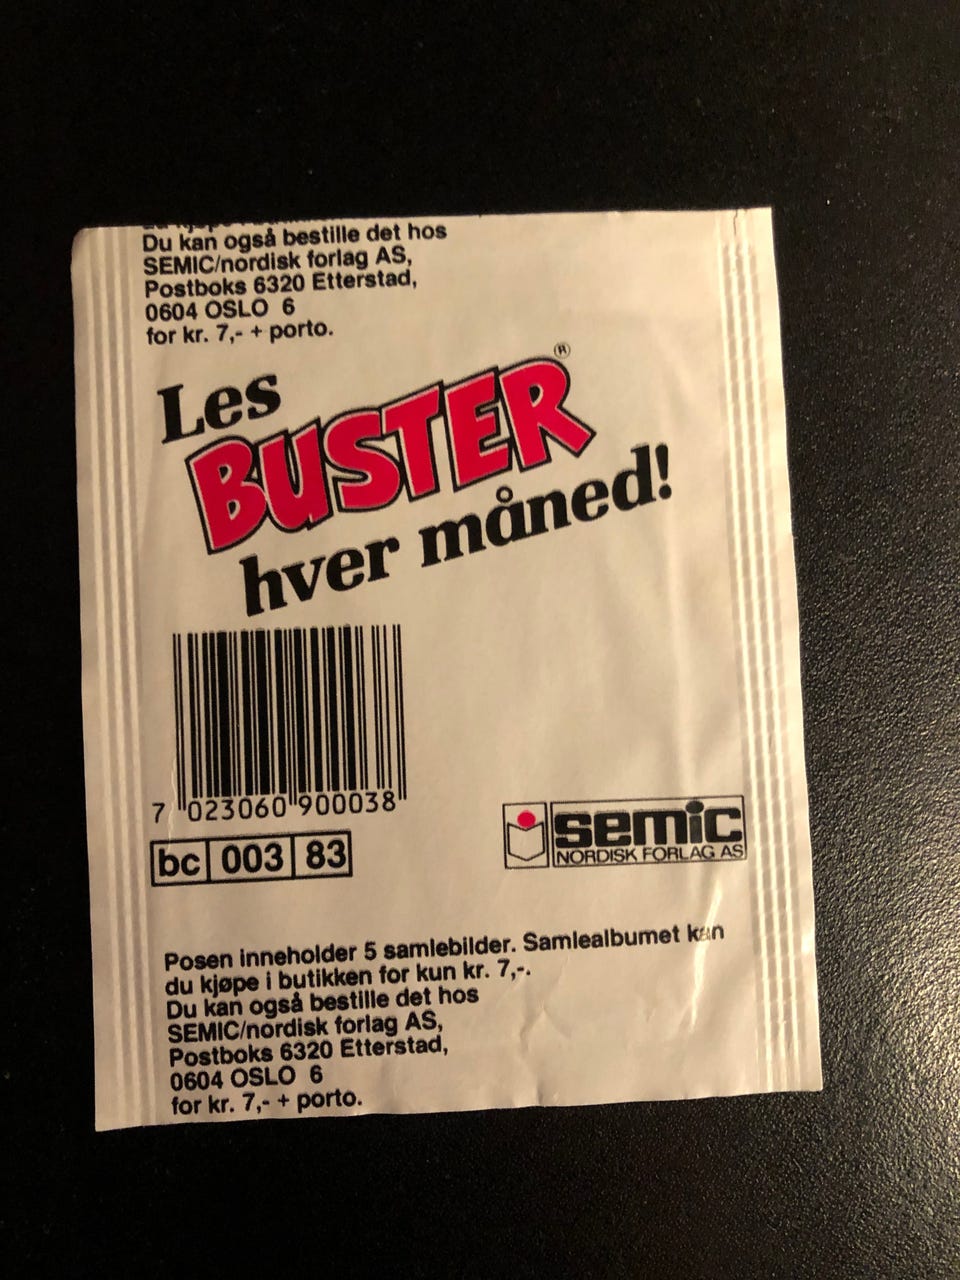 Du kan også bestille det hos
SEMIC/nordisk forlag AS,
Postboks 6320 Etterstad,
0604 OSLO 6
for kr. 7,- + porto.
Les
BUSTER®
hver måned!
7 023060 900038
bc 003 83
semic
NORDISK FORLAG AS
Posen inneholder 5 samlebilder. Samlealbumet kan
du kjøpe i butikken for kun kr. 7,-.
Du kan også bestille det hos
SEMIC/nordisk forlag AS,
Postboks 6320 Etterstad,
0604 OSLO 6
for kr. 7,- + porto.